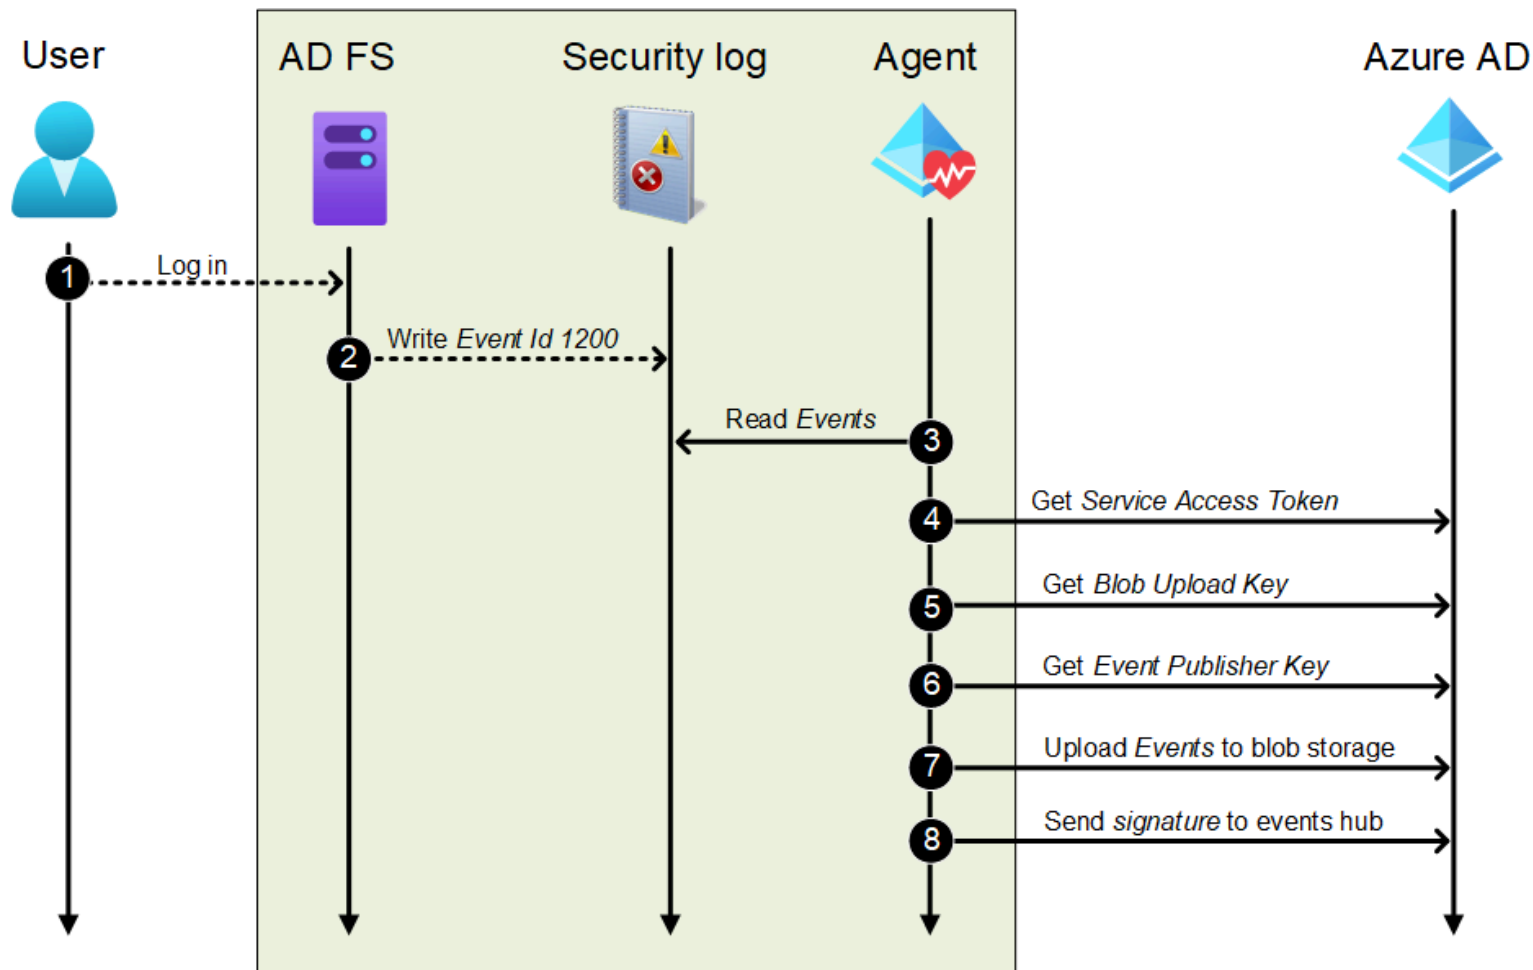 User
AD FS
Security log
Agent
Azure AD
1
Log in
2
Write Event Id 1200
Read Events
3
4
Get Service Access Token
5
Get Blob Upload Key
6
Get Event Publisher Key
7
Upload Events to blob storage
8
Send signature to events hub